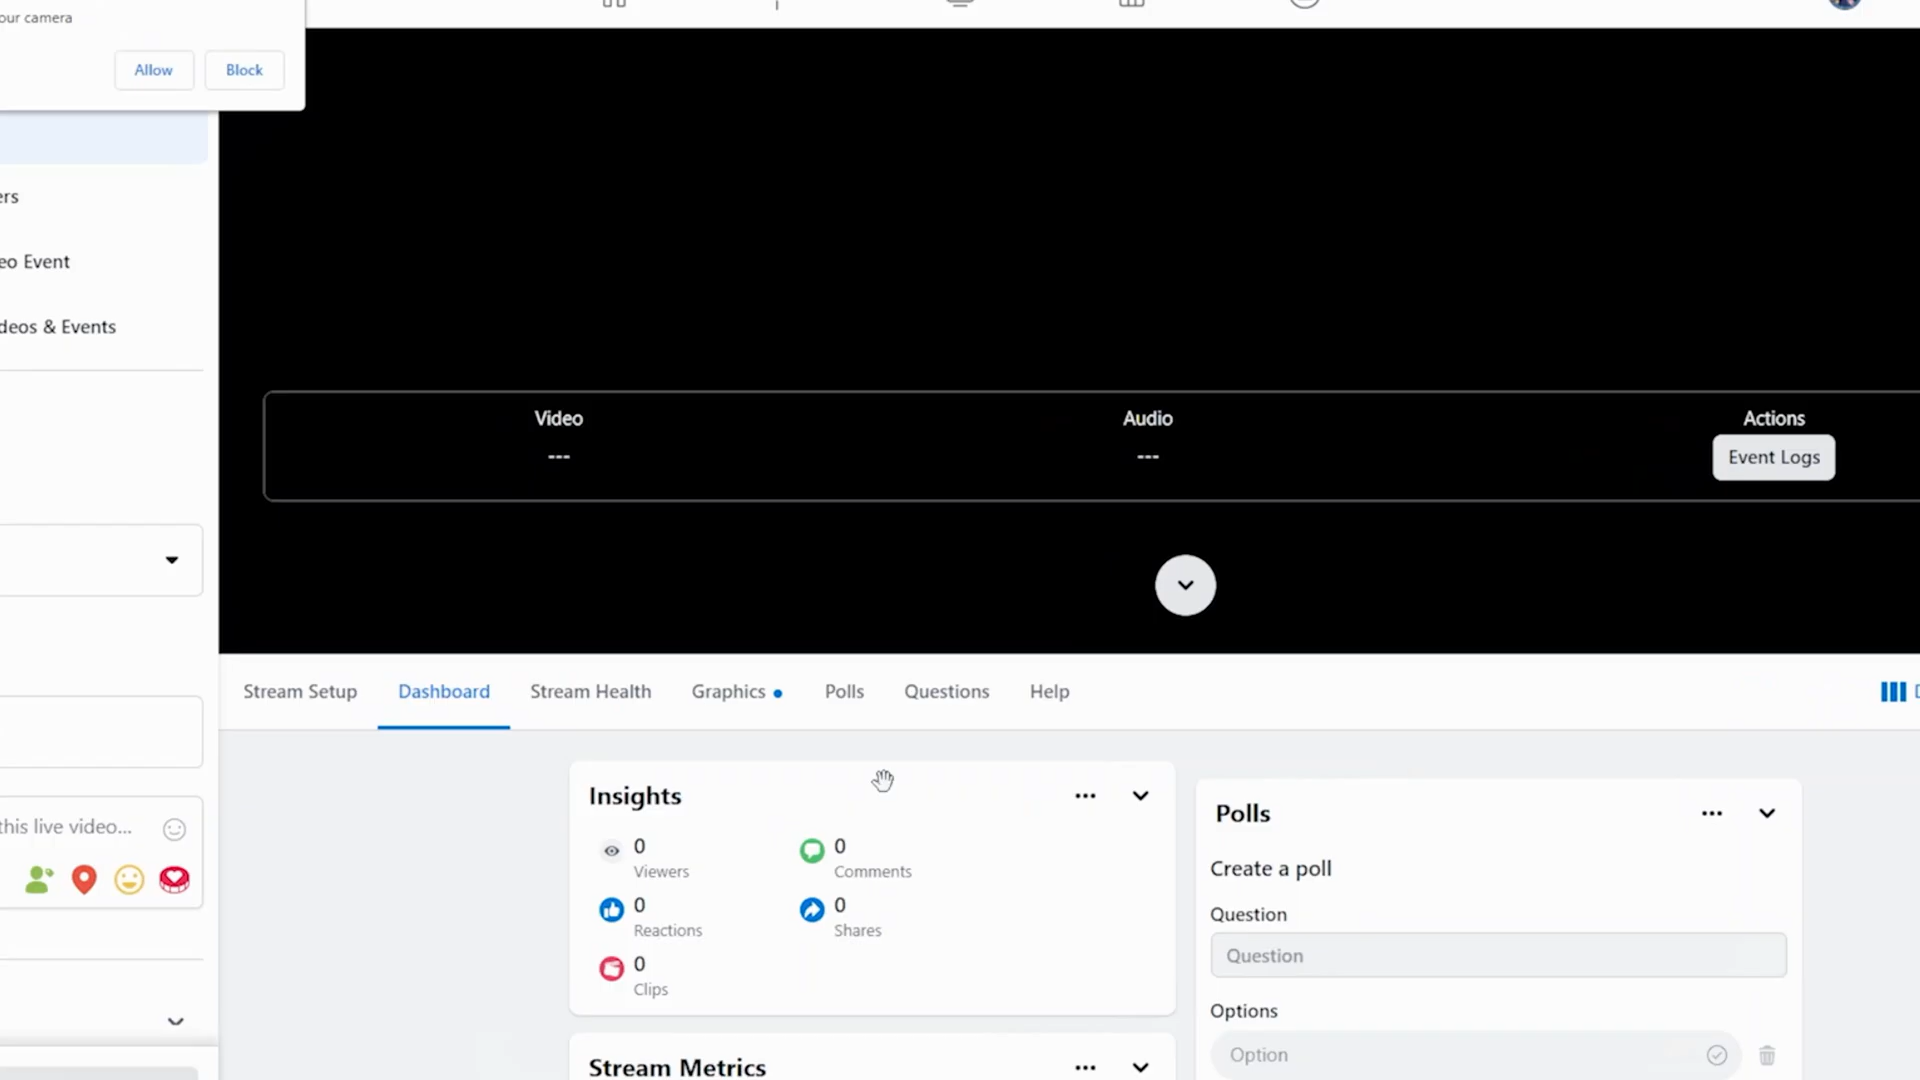 our camera
Allow
Block
ers
eo Event
deos & Events
Video
---
Audio
---
Actions
Event Logs
Stream Setup
Dashboard
Stream Health
Graphics
Polls
Questions
Help
this live video...
Insights
0
Viewers
0
Comments
0
Reactions
0
Shares
0
Clips
Stream Metrics
Polls
Create a poll
Question
Question
Options
Option